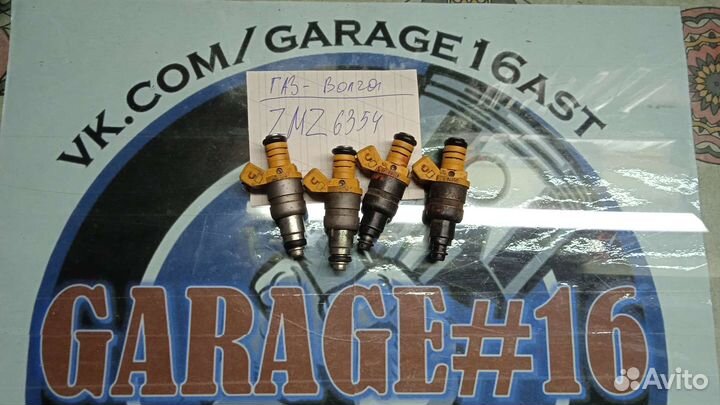 VK.COM/GARAGE16AST
ГАЗ - Волга
ZMZ 6354
GARAGE#16
Avito